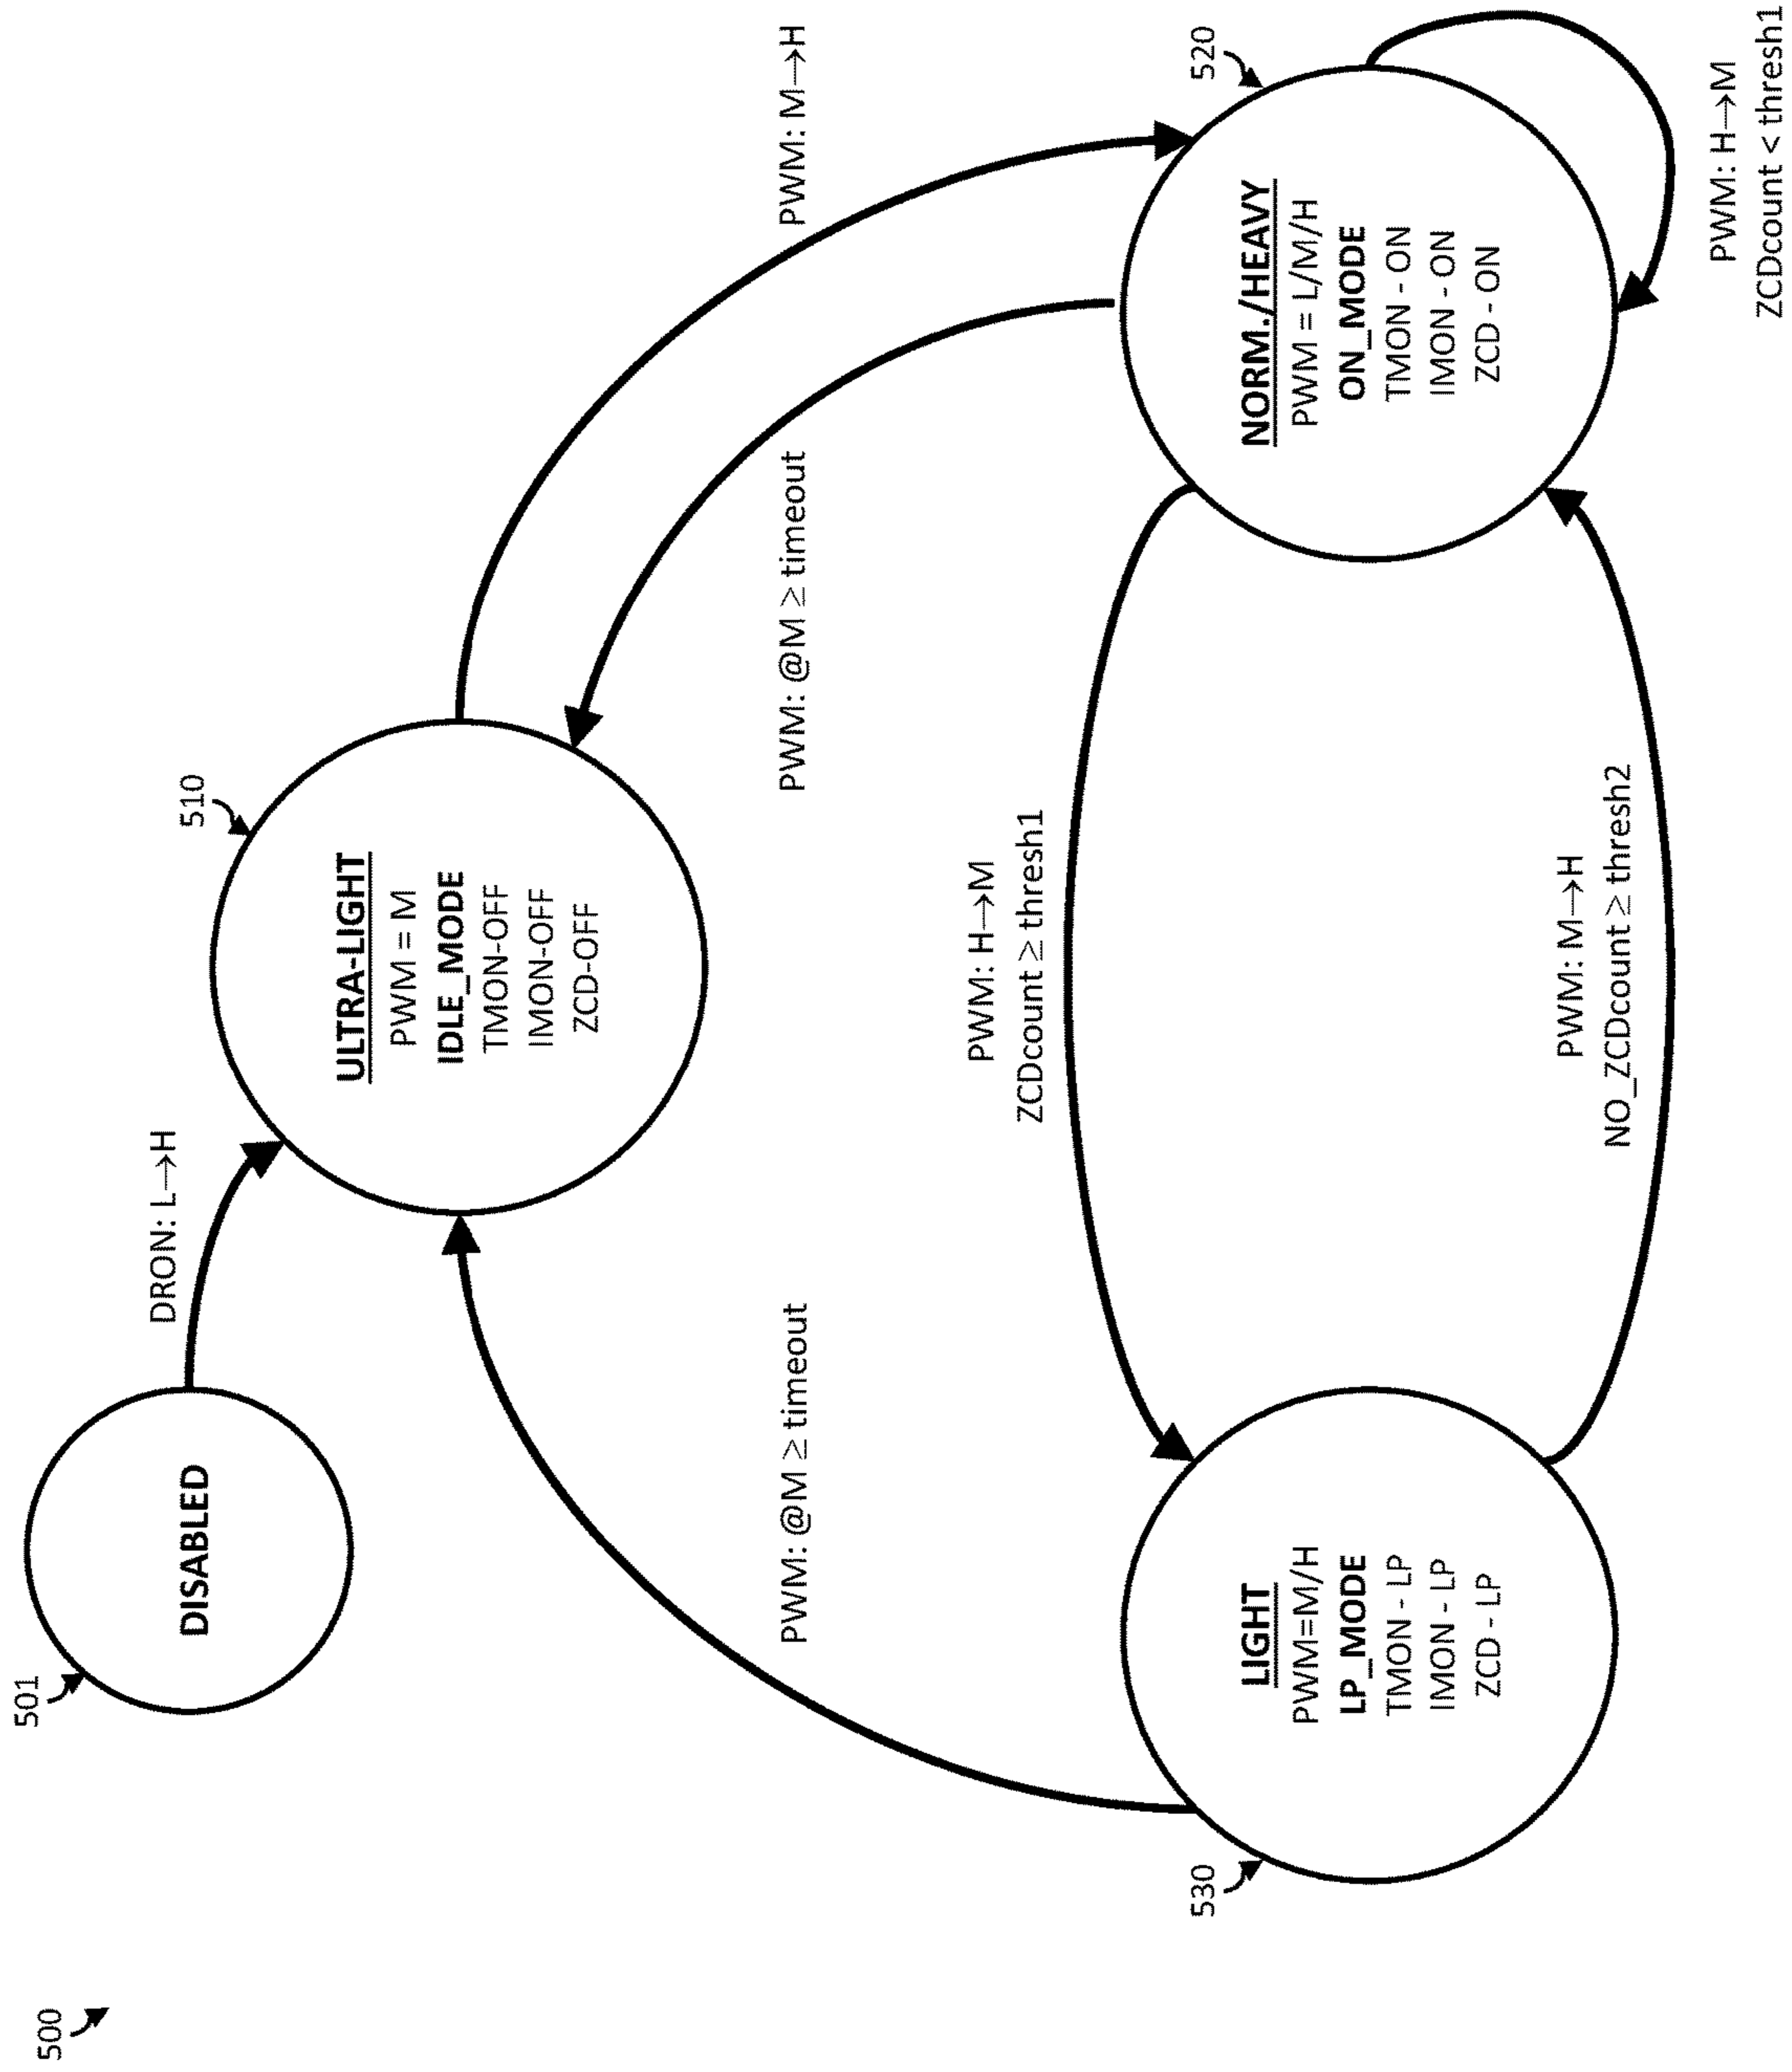 500
501
DISABLED
DRON: L→H
510
ULTRA-LIGHT
PWM = M
IDLE_MODE
TMON-OFF
IMON-OFF
ZCD-OFF
PWM: @M ≥ timeout
PWM: @M ≥ timeout
PWM: M→H
530
LIGHT
PWM=M/H
LP_MODE
TMON - LP
IMON - LP
ZCD - LP
PWM: H→M
ZCDcount ≥ thresh1
520
NORM./HEAVY
PWM = L/M/H
ON_MODE
TMON - ON
IMON - ON
ZCD - ON
PWM: M→H
NO_ZCDcount ≥ thresh2
PWM: H→M
ZCDcount < thresh1